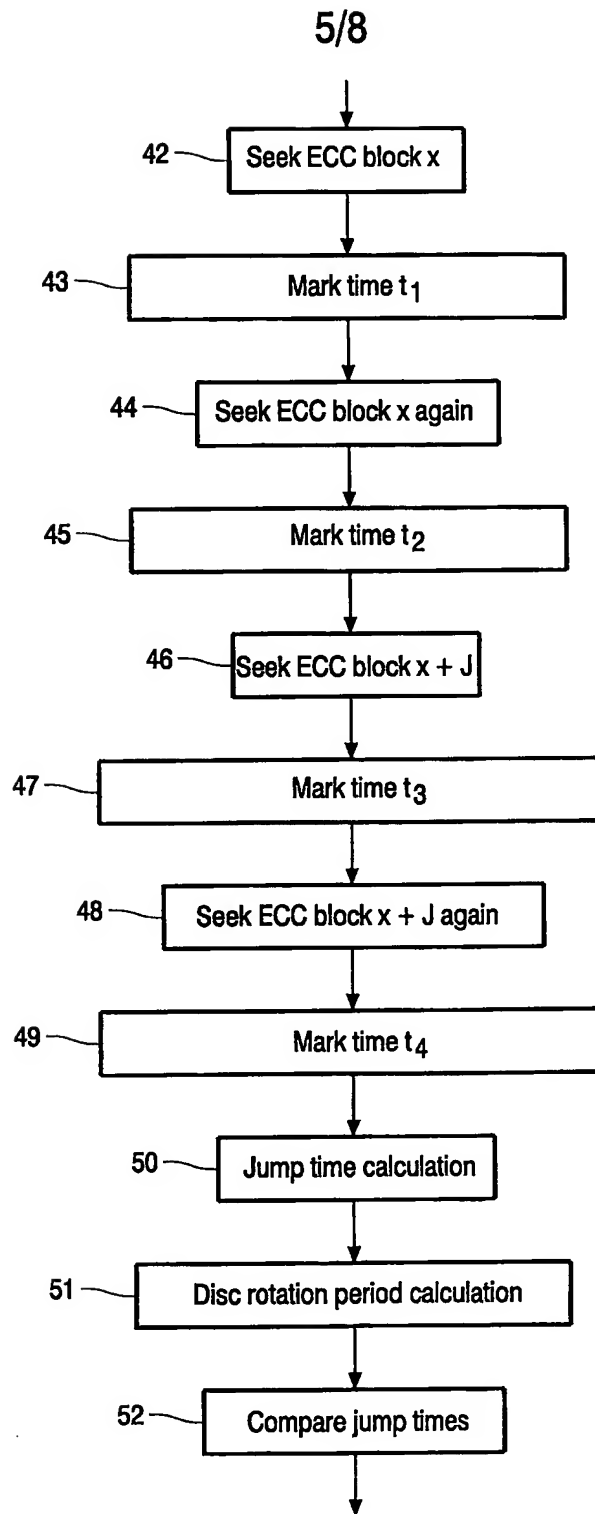 5/8
42 Seek ECC block x
43 Mark time t1
44 Seek ECC block x again
45 Mark time t2
46 Seek ECC block x + J
47 Mark time t3
48 Seek ECC block x + J again
49 Mark time t4
50 Jump time calculation
51 Disc rotation period calculation
52 Compare jump times